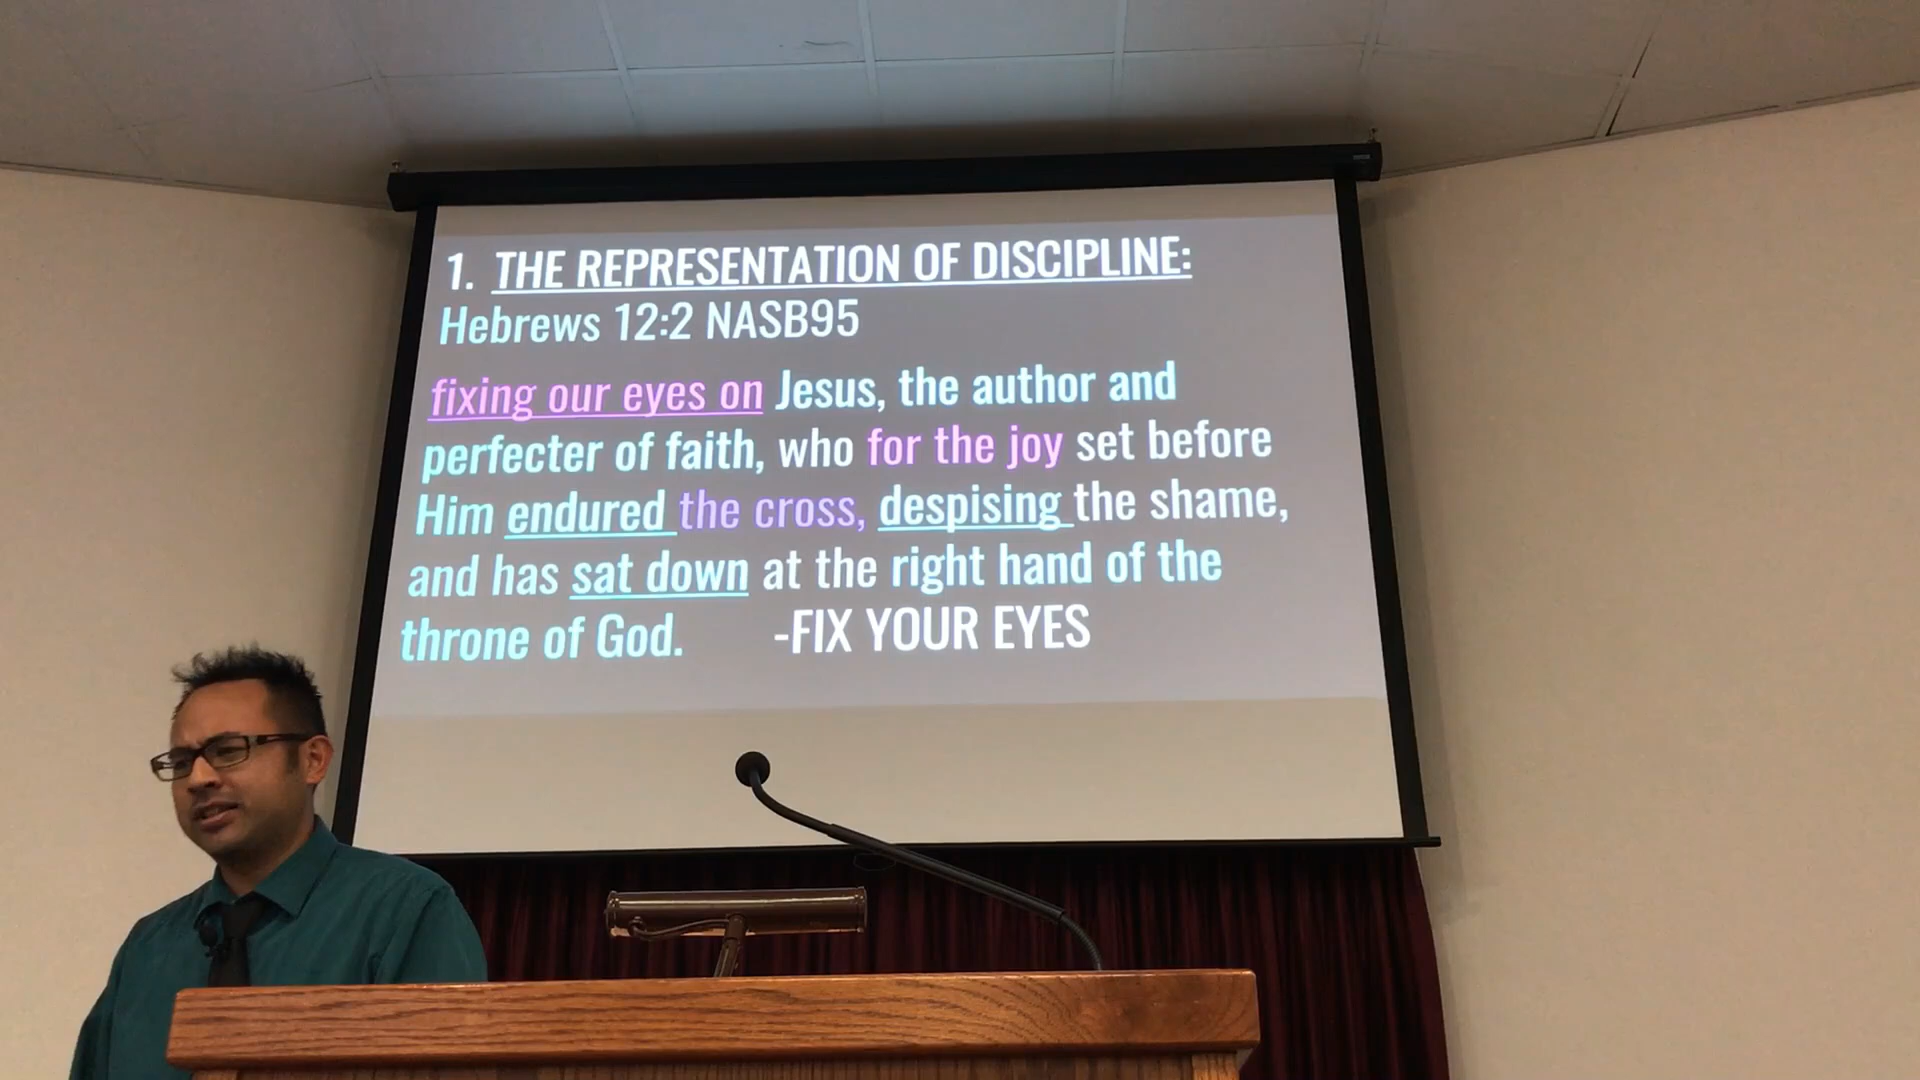 1. THE REPRESENTATION OF DISCIPLINE:
Hebrews 12:2 NASB95
fixing our eyes on Jesus, the author and
perfecter of faith, who for the joy set before
Him endured the cross, despising the shame,
and has sat down at the right hand of the
throne of God. -FIX YOUR EYES